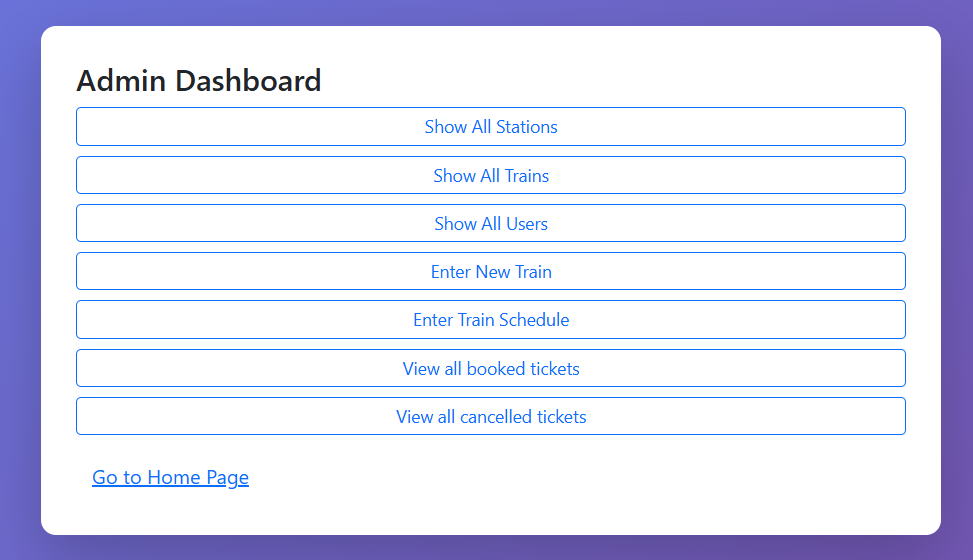 Admin Dashboard
Show All Stations
Show All Trains
Show All Users
Enter New Train
Enter Train Schedule
View all booked tickets
View all cancelled tickets
Go to Home Page